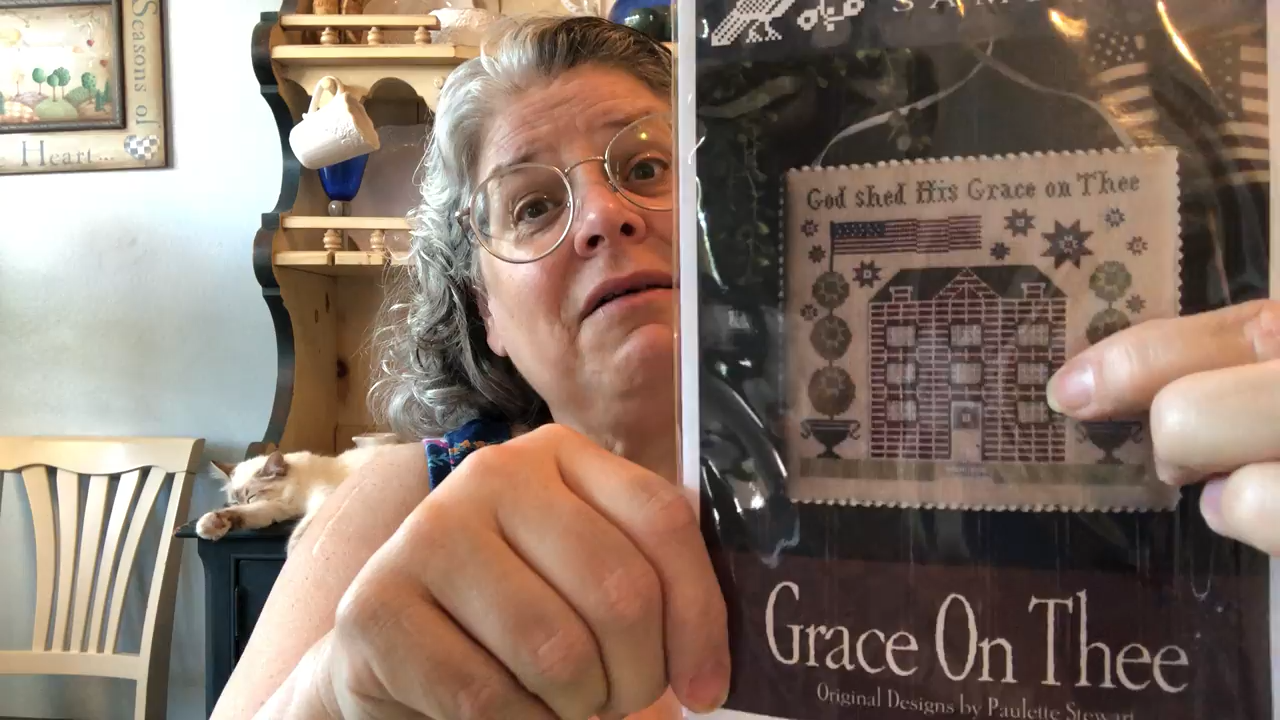 Seasons of
Heart...
God shed His Grace on Thee
Grace On Thee
Original Designs by Paulette Stewart